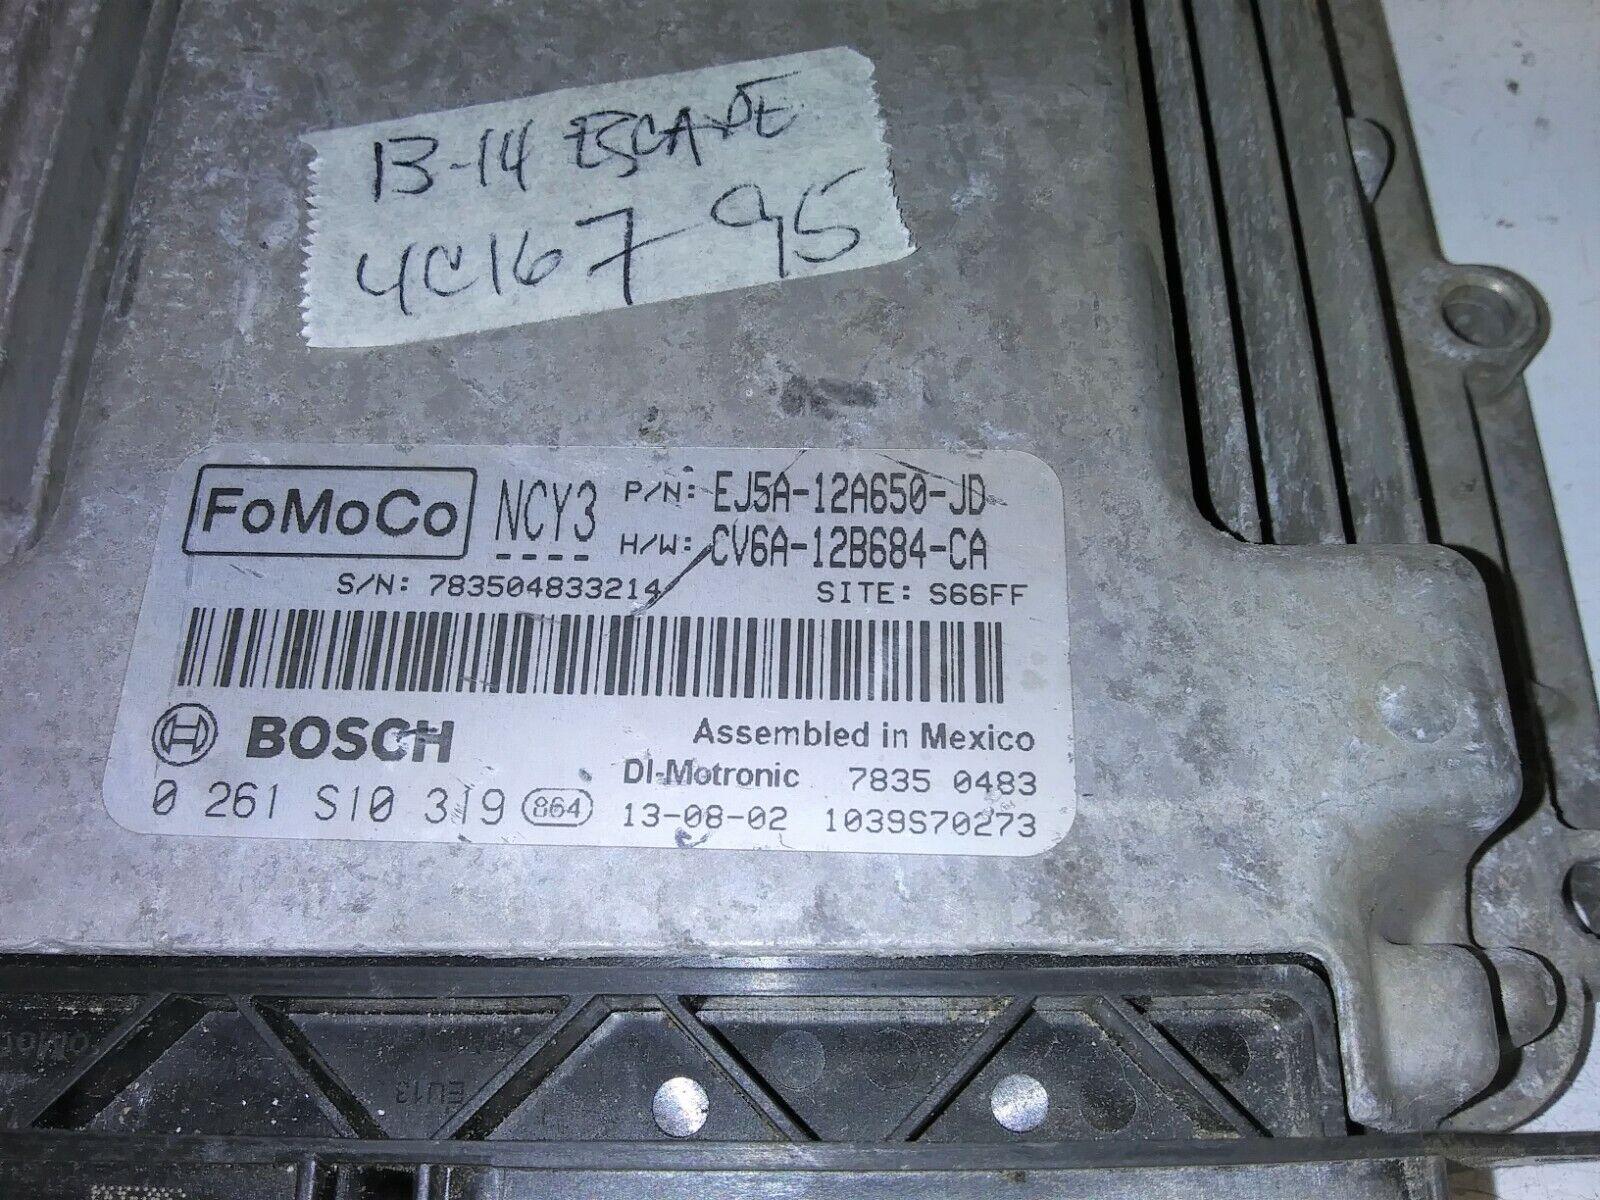 13-14 ESCAPE
4C167 95
FoMoCo NCY3 P/N: EJ5A-12A650-JD
H/W: CV6A-12B684-CA
S/N: 783504833214 SITE: S66FF
BOSCH Assembled in Mexico
DI-Motronic 7835 0483
0 261 S10 319 864 13-08-02 1039S70273
EU13